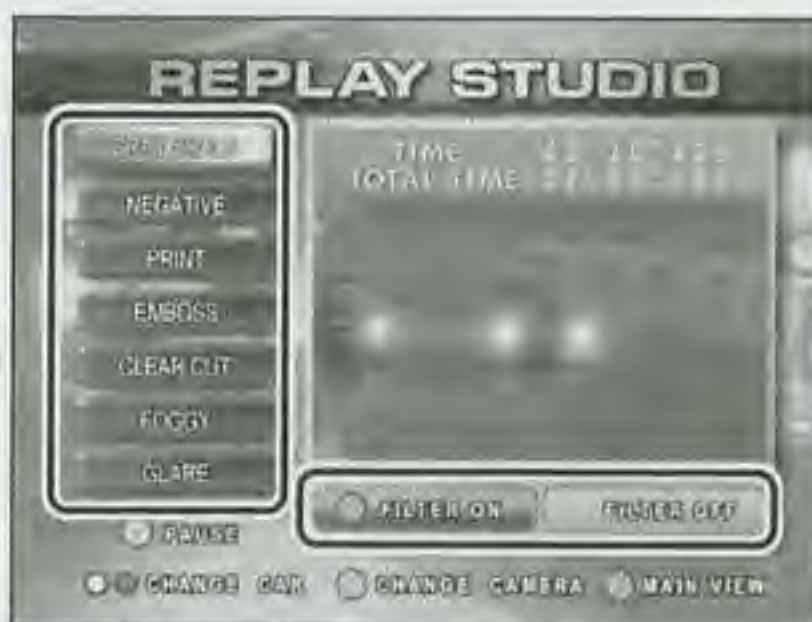 REPLAY STUDIO
TIME
TOTAL TIME
NEGATIVE
PRINT
EMBOSS
CLEAR CUT
FOGGY
GLARE
FILTER ON FILTER OFF
PAUSE
CHANGE CAR CHANGE CAMERA MAIN VIEW